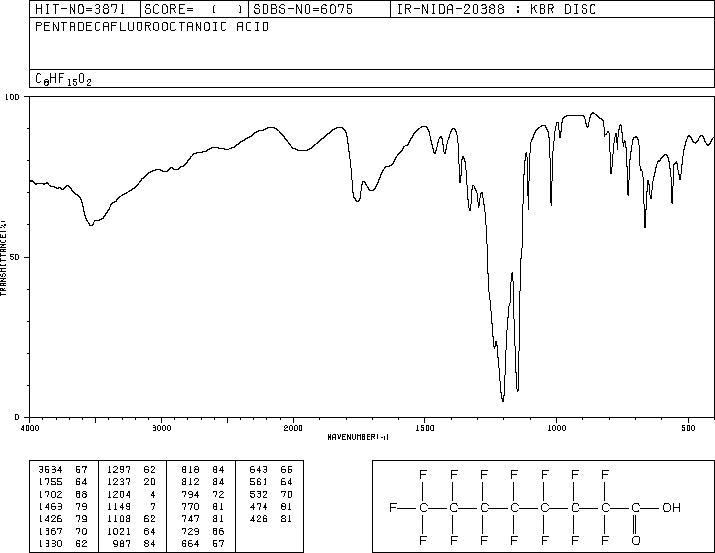 HIT-NO=3871 SCORE= ( ) SDBS-NO=6075 IR-NIDA-20388 : KBR DISC
PENTADECAFLUOROOCTANOIC ACID
C8HF15O2
100
50
0
TRANSMITTANCE(%)
4000 3000 2000 1500 1000 500
WAVENUMBER(-1)
3534 57 1297 62 818 84 643 66
1755 64 1237 20 812 84 561 64
1702 68 1204 4 794 72 532 70
1463 79 1149 7 770 81 474 81
1426 79 1108 62 747 81 426 81
1367 70 1021 64 729 66
1330 62 987 84 664 57
F F F F F F F
F C C C C C C C C OH
F F F F F F F O